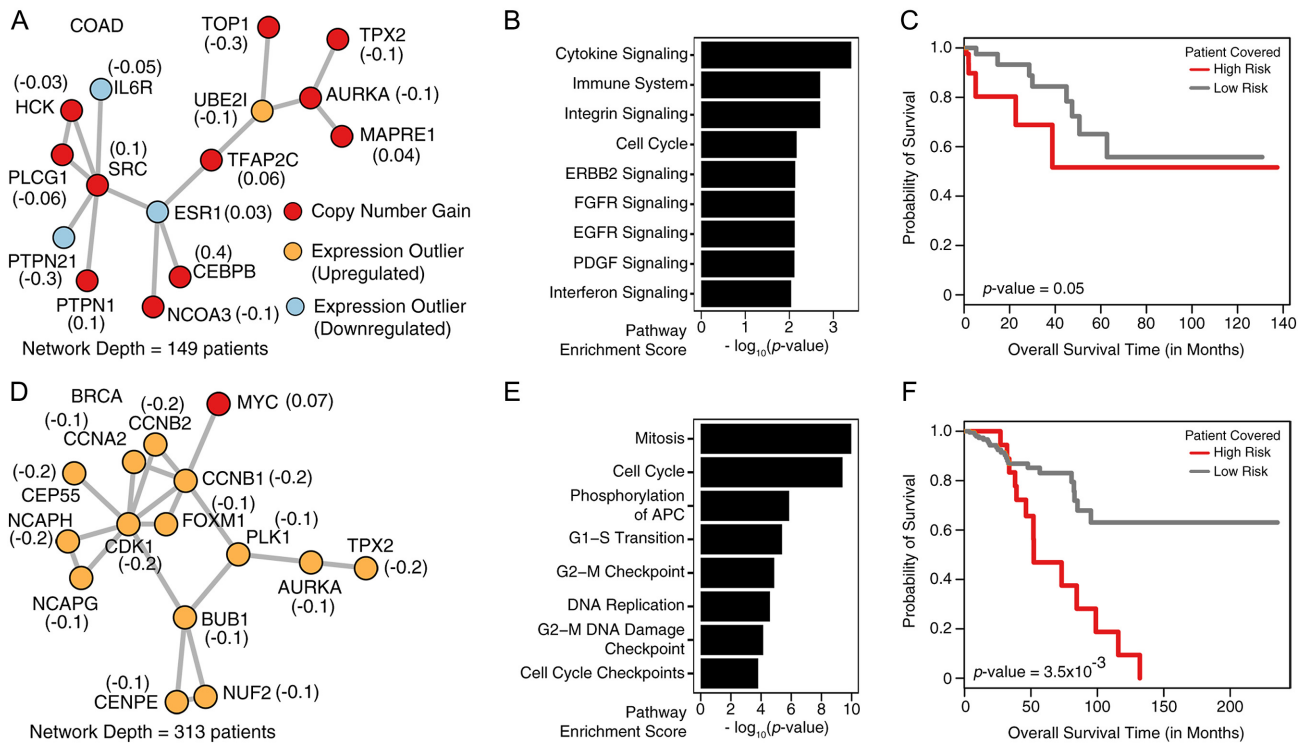 A
COAD
TOP1
(-0.3)
TPX2
(-0.1)
(-0.05)
IL6R
(-0.03)
HCK
UBE2I
(-0.1)
AURKA (-0.1)
MAPRE1
(0.04)
(0.1)
SRC
TFAP2C
(0.06)
PLCG1
(-0.06)
ESR1(0.03)
PTPN21
(-0.3)
(0.4)
CEBPB
PTPN1
(0.1)
NCOA3 (-0.1)
Copy Number Gain
Expression Outlier
(Upregulated)
Expression Outlier
(Downregulated)
Network Depth = 149 patients
B
Cytokine Signaling
Immune System
Integrin Signaling
Cell Cycle
ERBB2 Signaling
FGFR Signaling
EGFR Signaling
PDGF Signaling
Interferon Signaling
0 1 2 3
Pathway
Enrichment Score
- log10(p-value)
C
Patient Covered
High Risk
Low Risk
1.0
0.8
0.6
0.4
0.2
0
Probability of Survival
p-value = 0.05
0 20 40 60 80 100 120 140
Overall Survival Time (in Months)
D
BRCA
(-0.2)
CCNB2
MYC (0.07)
(-0.1)
CCNA2
(-0.2)
CEP55
CCNB1 (-0.2)
(-0.1)
FOXM1
NCAPH
(-0.2)
CDK1
(-0.2)
(-0.1)
PLK1
TPX2
(-0.2)
AURKA
(-0.1)
NCAPG
(-0.1)
BUB1
(-0.1)
(-0.1)
CENPE
NUF2 (-0.1)
Network Depth = 313 patients
E
Mitosis
Cell Cycle
Phosphorylation
of APC
G1−S Transition
G2−M Checkpoint
DNA Replication
G2−M DNA Damage
Checkpoint
Cell Cycle Checkpoints
0 2 4 6 8 10
Pathway
Enrichment Score
- log10(p-value)
F
Patient Covered
High Risk
Low Risk
1.0
0.8
0.6
0.4
0.2
0
Probability of Survival
p-value = 3.5x10-3
0 50 100 150 200
Overall Survival Time (in Months)